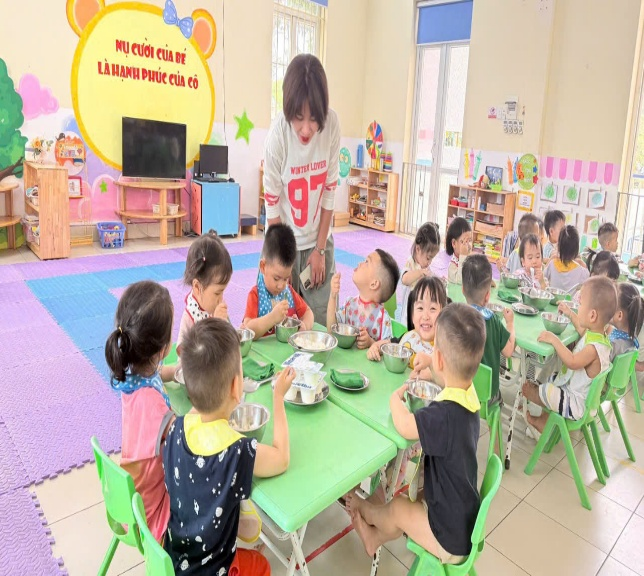 NỤ CƯỜI CỦA BÉ
LÀ HẠNH PHÚC CỦA CÔ
WINTER LOVER
97